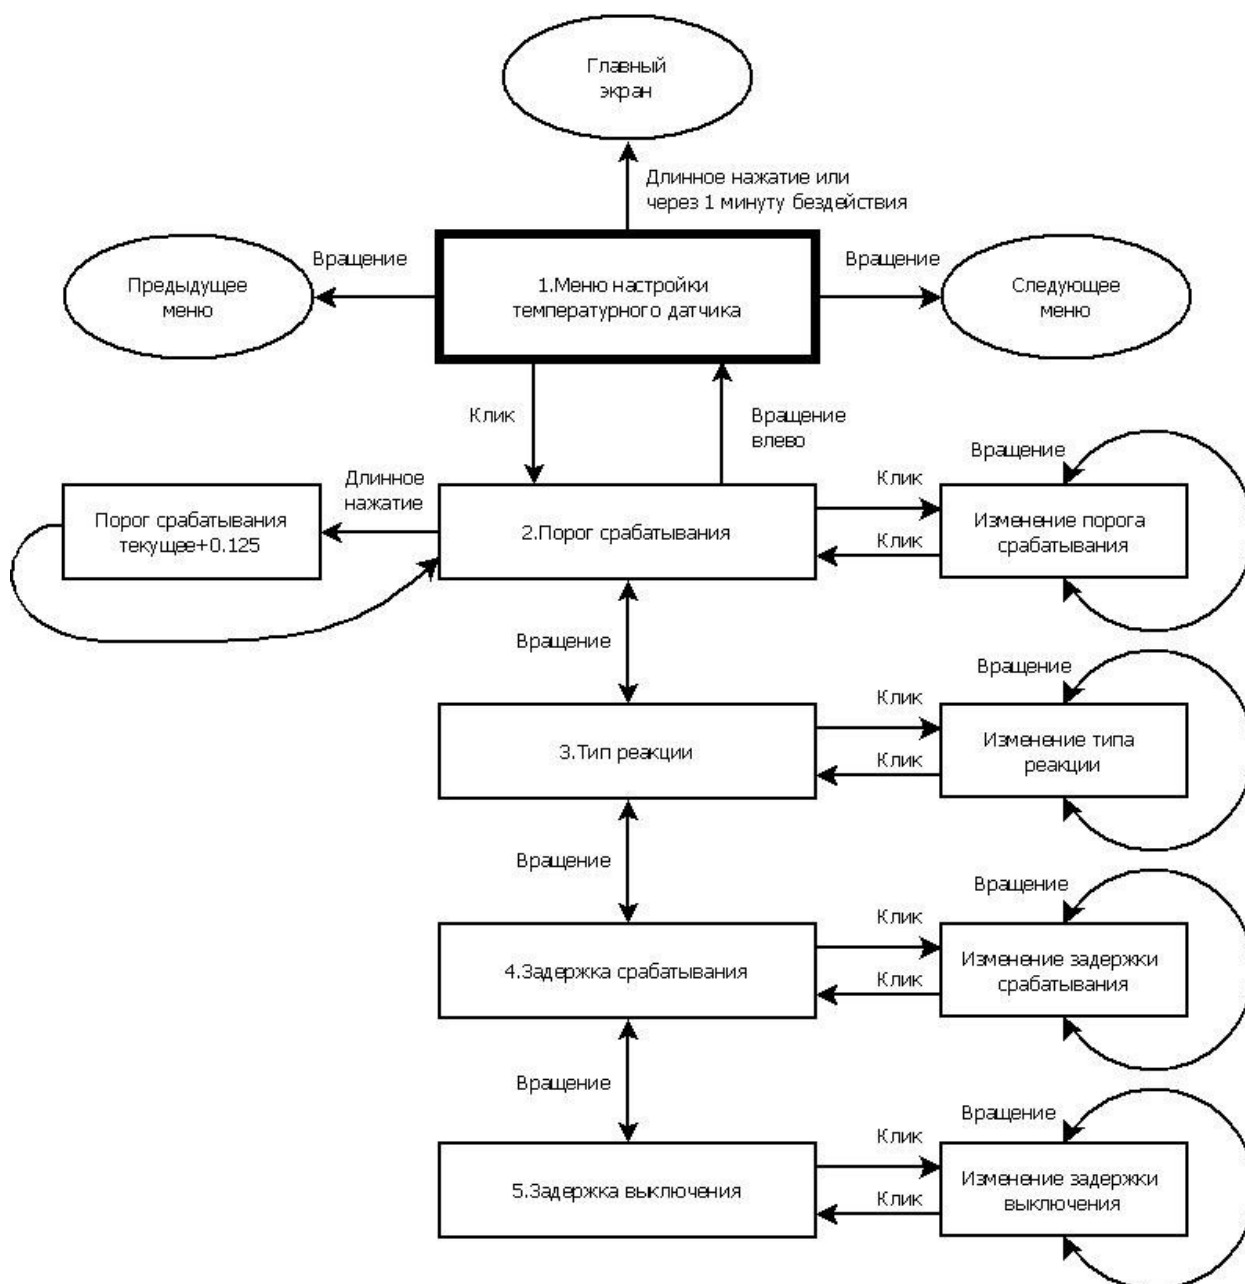 Главный
экран
Длинное нажатие или
через 1 минуту бездействия
Вращение
Вращение
Предыдущее
меню
1.Меню настройки
температурного датчика
Следующее
меню
Клик
Вращение
влево
Длинное
нажатие
Клик
Вращение
Порог срабатывания
текущее+0.125
2.Порог срабатывания
Клик
Изменение порога
срабатывания
Вращение
Вращение
Клик
3.Тип реакции
Клик
Изменение типа
реакции
Вращение
Вращение
Клик
4.Задержка срабатывания
Клик
Изменение задержки
срабатывания
Вращение
Вращение
Клик
5.Задержка выключения
Клик
Изменение задержки
выключения